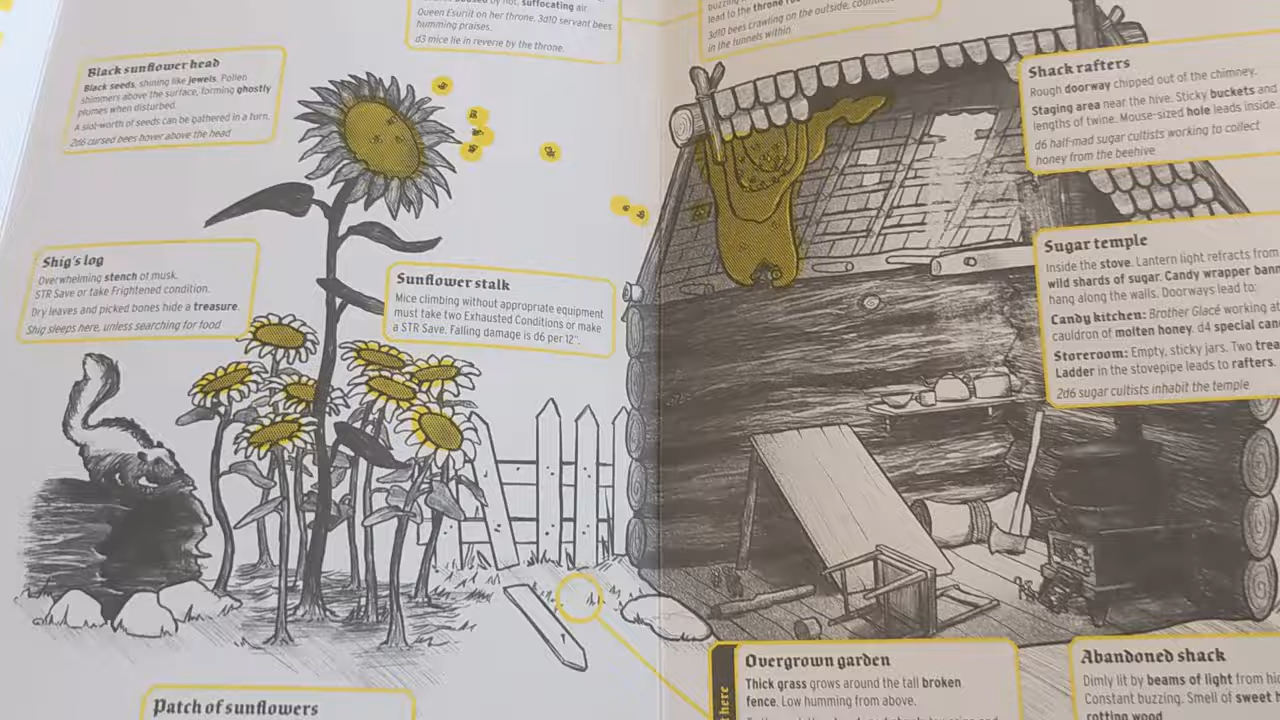 suffocating air.
Queen Esuriit on her throne. 3d10 servant bees
humming praises.
d3 mice lie in reverie by the throne.
lead to the throne
3d10 bees crawling on the outside,
in the tunnels within.
Black sunflower head
Black seeds, shining like jewels. Pollen
shimmers above the surface, forming ghostly
plumes when disturbed.
A slot-worth of seeds can be gathered in a turn.
2d6 cursed bees hover above the head
Shack rafters
Rough doorway chipped out of the chimney.
Staging area near the hive. Sticky buckets and
lengths of twine. Mouse-sized hole leads inside.
d6 half-mad sugar cultists working to collect
honey from the beehive
Shig's log
Overwhelming stench of musk.
STR Save or take Frightened condition.
Dry leaves and picked bones hide a treasure.
Shig sleeps here, unless searching for food
Sunflower stalk
Mice climbing without appropriate equipment
must take two Exhausted Conditions or make
a STR Save. Falling damage is d6 per 12".
Sugar temple
Inside the stove. Lantern light refracts from
wild shards of sugar. Candy wrapper
hang along the walls. Doorways lead to:
Candy kitchen: Brother Glacé working
cauldron of molten honey. d4 special
Storeroom: Empty, sticky jars. Two
Ladder in the stovepipe leads to rafters.
2d6 sugar cultists inhabit the temple
Patch of sunflowers
here
Overgrown garden
Thick grass grows around the tall broken
fence. Low humming from above.
Abandoned shack
Dimly lit by beams of light from
Constant buzzing. Smell of sweet
rotting wood